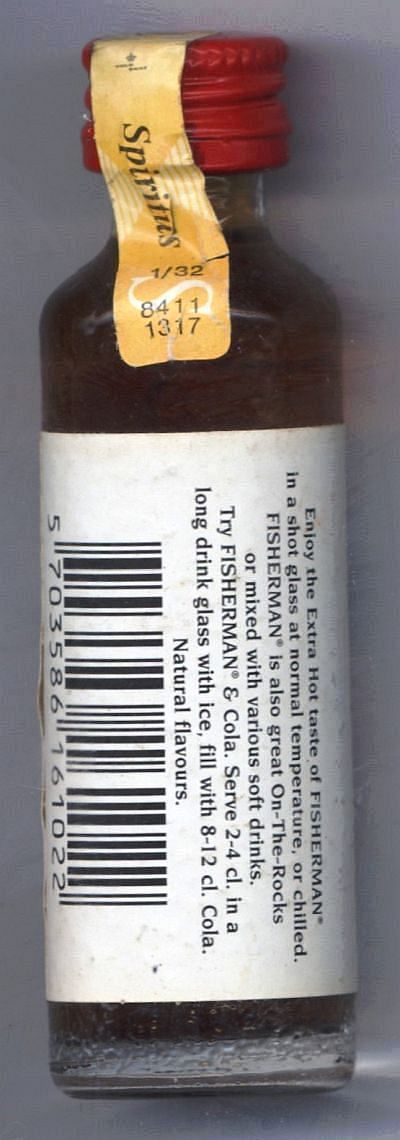 Spiritus
1/32
S
8411
1317
Enjoy the Extra Hot taste of FISHERMAN®
in a shot glass at normal temperature, or chilled.
FISHERMAN® is also great On-The-Rocks
or mixed with various soft drinks.
Try FISHERMAN® & Cola. Serve 2-4 cl. in a
long drink glass with ice, fill with 8-12 cl. Cola.
Natural flavours.
5 703586 161022